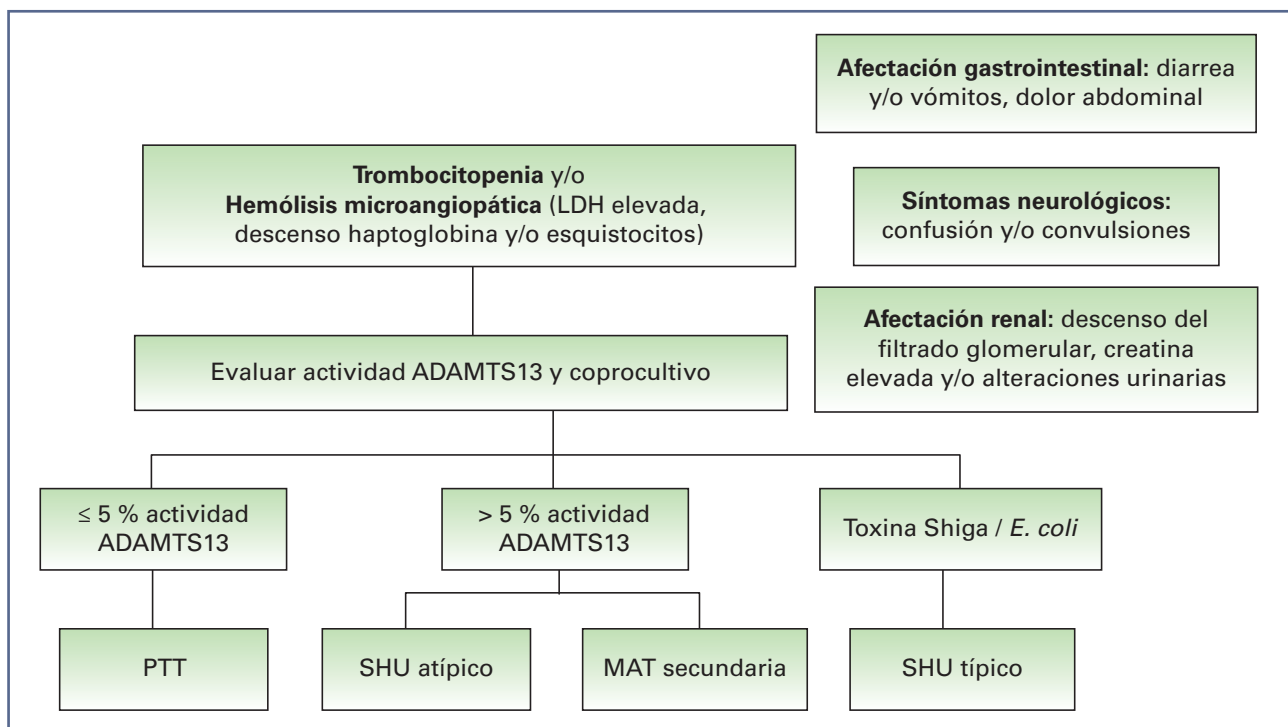 Afectación gastrointestinal: diarrea
y/o vómitos, dolor abdominal
Trombocitopenia y/o
Hemólisis microangiopática (LDH elevada,
descenso haptoglobina y/o esquistocitos)
Síntomas neurológicos:
confusión y/o convulsiones
Afectación renal: descenso del
filtrado glomerular, creatina
elevada y/o alteraciones urinarias
Evaluar actividad ADAMTS13 y coprocultivo
≤ 5 % actividad
ADAMTS13
> 5 % actividad
ADAMTS13
Toxina Shiga / E. coli
PTT
SHU atípico
MAT secundaria
SHU típico